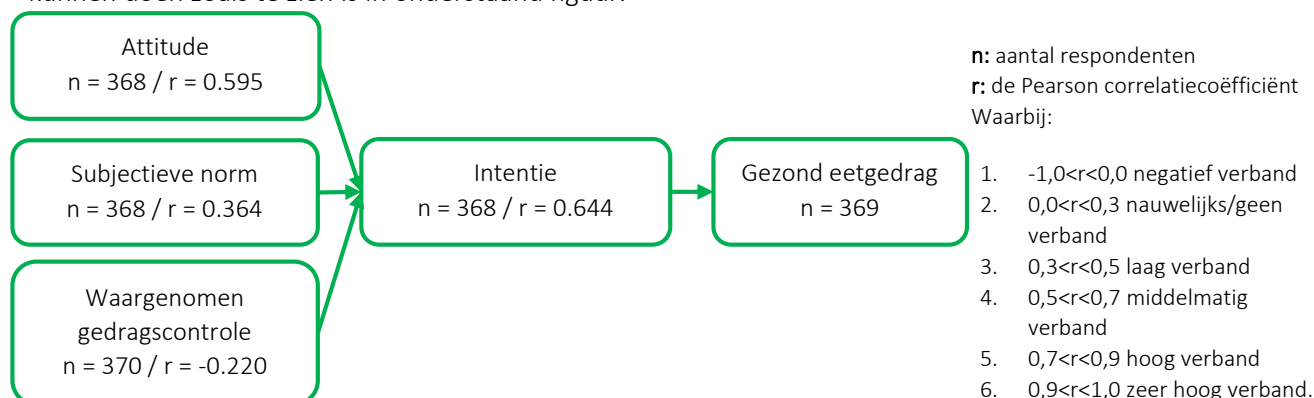 Attitude
n = 368 / r = 0.595
Subjectieve norm
n = 368 / r = 0.364
Waargenomen
gedragscontrole
n = 370 / r = -0.220
Intentie
n = 368 / r = 0.644
Gezond eetgedrag
n = 369
n: aantal respondenten
r: de Pearson correlatiecoëfficiënt
Waarbij:
1. -1,0<r<0,0 negatief verband
2. 0,0<r<0,3 nauwelijks/geen
verband
3. 0,3<r<0,5 laag verband
4. 0,5<r<0,7 middelmatig
verband
5. 0,7<r<0,9 hoog verband
6. 0,9<r<1,0 zeer hoog verband.